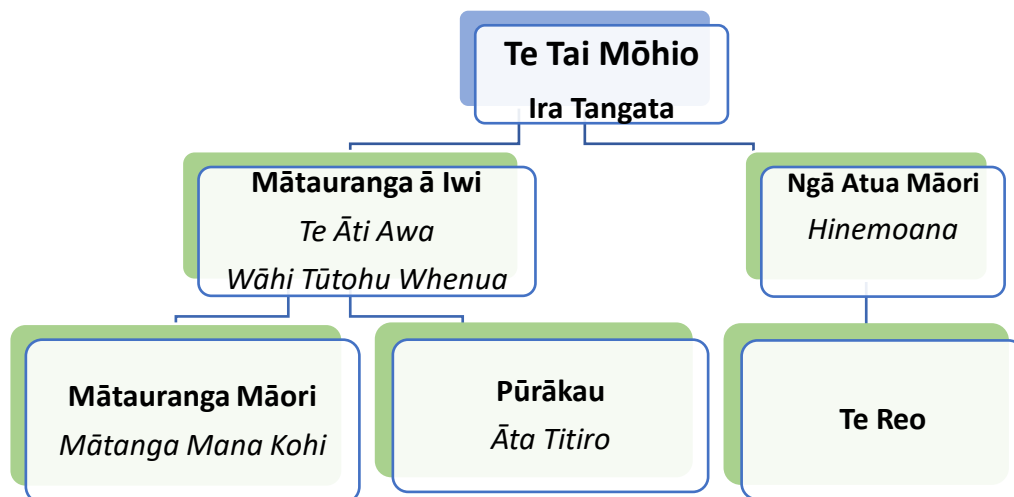 Te Tai Mōhio
Ira Tangata
Mātauranga ā Iwi
Te Āti Awa
Wāhi Tūtohu Whenua
Ngā Atua Māori
Hinemoana
Mātauranga Māori
Mātanga Mana Kohi
Pūrākau
Āta Titiro
Te Reo